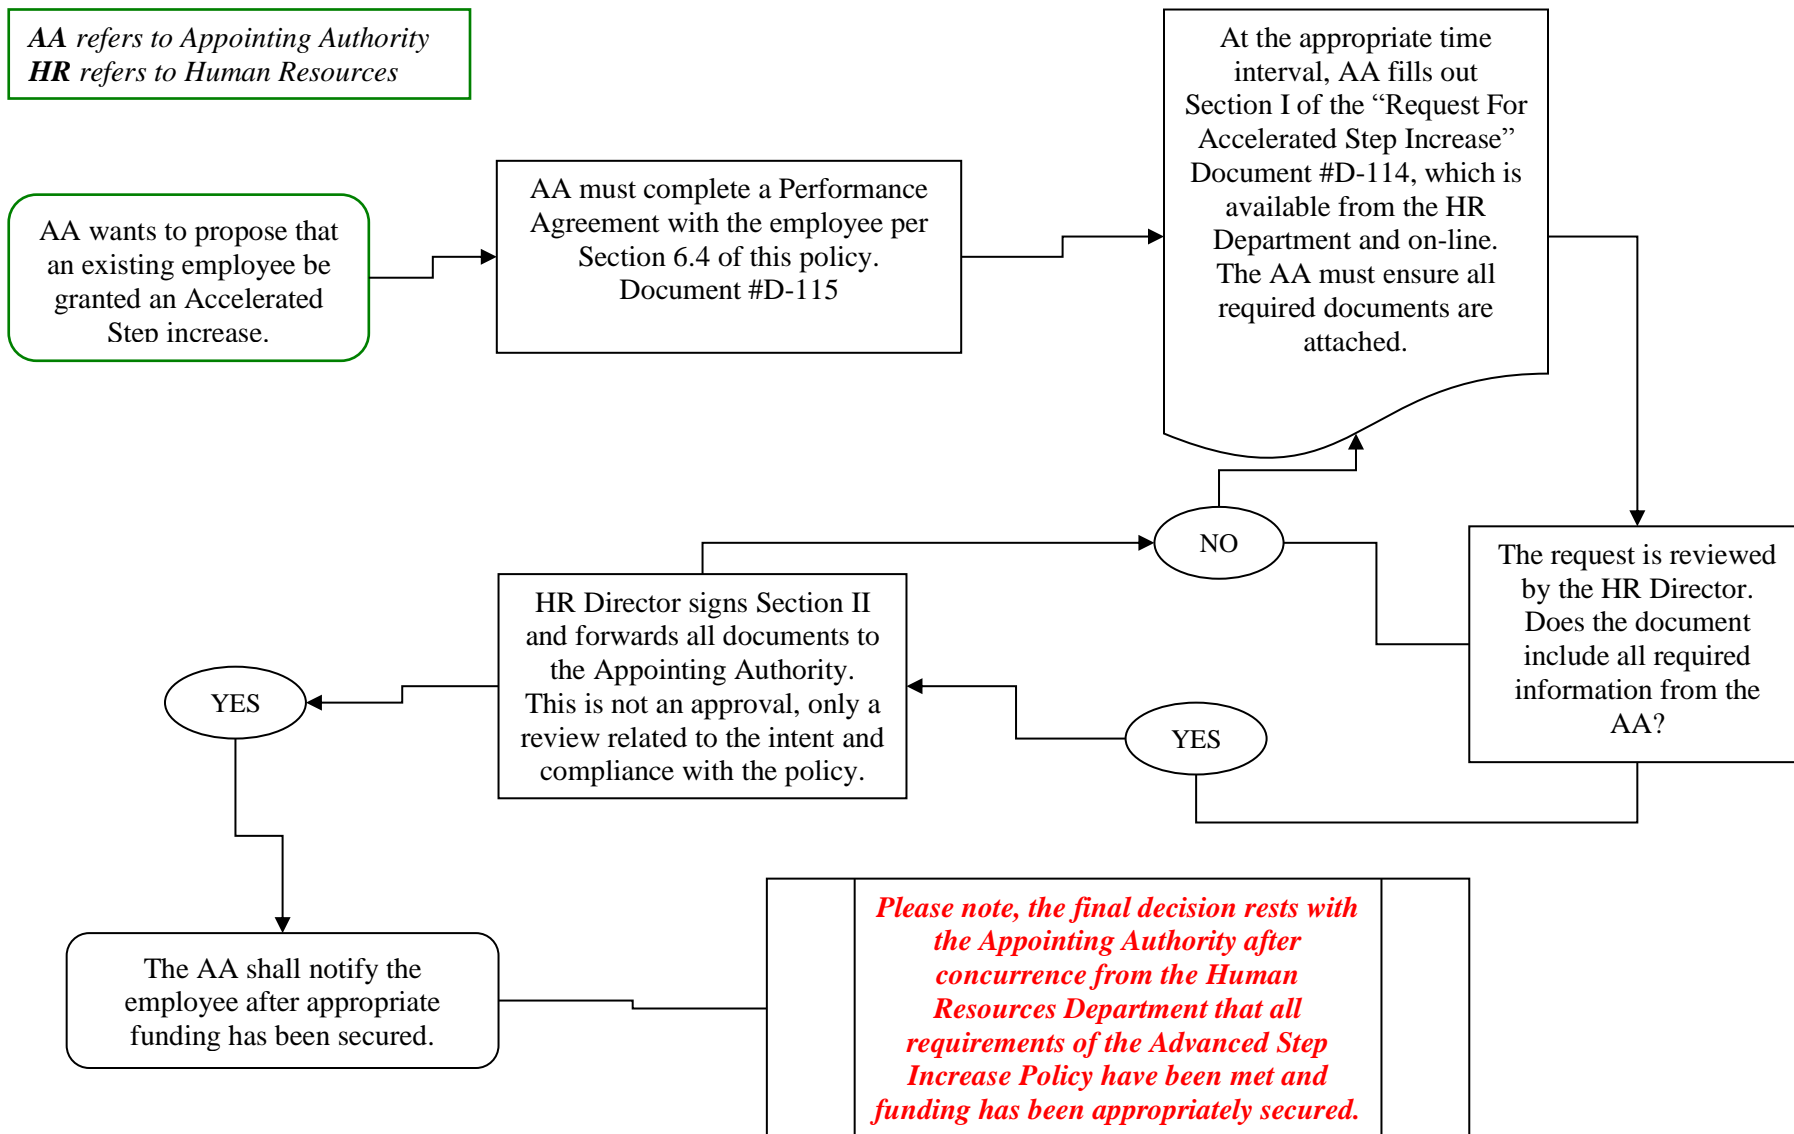 AA refers to Appointing Authority
HR refers to Human Resources
AA wants to propose that
an existing employee be
granted an Accelerated
Step increase.
AA must complete a Performance
Agreement with the employee per
Section 6.4 of this policy.
Document #D-115
At the appropriate time
interval, AA fills out
Section I of the “Request For
Accelerated Step Increase”
Document #D-114, which is
available from the HR
Department and on-line.
The AA must ensure all
required documents are
attached.
The request is reviewed
by the HR Director.
Does the document
include all required
information from the
AA?
NO
YES
HR Director signs Section II
and forwards all documents to
the Appointing Authority.
This is not an approval, only a
review related to the intent and
compliance with the policy.
YES
The AA shall notify the
employee after appropriate
funding has been secured.
Please note, the final decision rests with
the Appointing Authority after
concurrence from the Human
Resources Department that all
requirements of the Advanced Step
Increase Policy have been met and
funding has been appropriately secured.